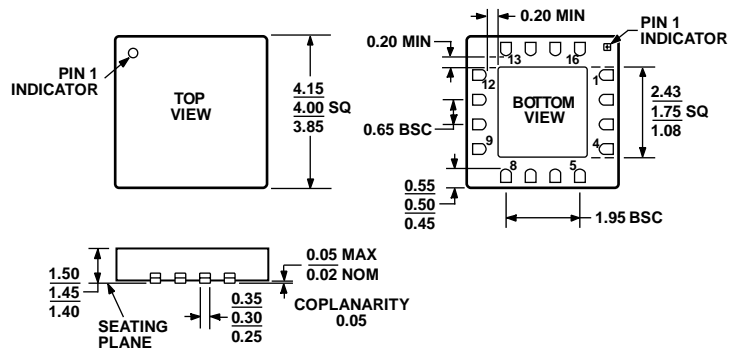 PIN 1
INDICATOR
TOP
VIEW
4.15
4.00 SQ
3.85
0.20 MIN
0.20 MIN
PIN 1
INDICATOR
13
16
12
1
BOTTOM
VIEW
0.65 BSC
9
4
8
5
2.43
1.75 SQ
1.08
0.55
0.50
0.45
1.95 BSC
1.50
1.45
1.40
SEATING
PLANE
0.05 MAX
0.02 NOM
COPLANARITY
0.05
0.35
0.30
0.25